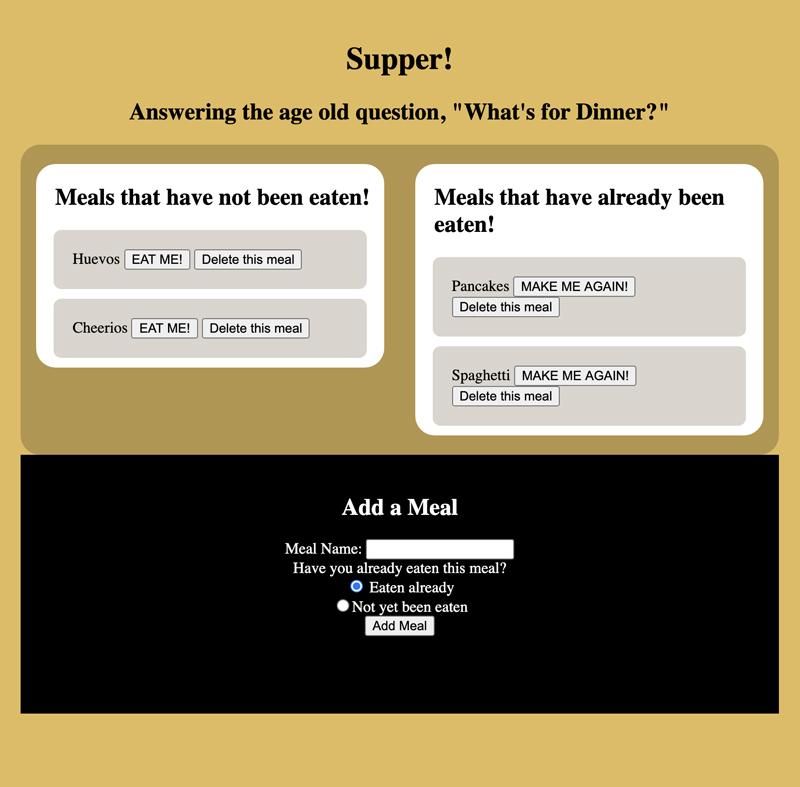 Supper!
Answering the age old question, "What's for Dinner?"
Meals that have not been eaten!
Huevos EAT ME! Delete this meal
Cheerios EAT ME! Delete this meal
Meals that have already been
eaten!
Pancakes MAKE ME AGAIN!
Delete this meal
Spaghetti MAKE ME AGAIN!
Delete this meal
Add a Meal
Meal Name:
Have you already eaten this meal?
Eaten already
Not yet been eaten
Add Meal